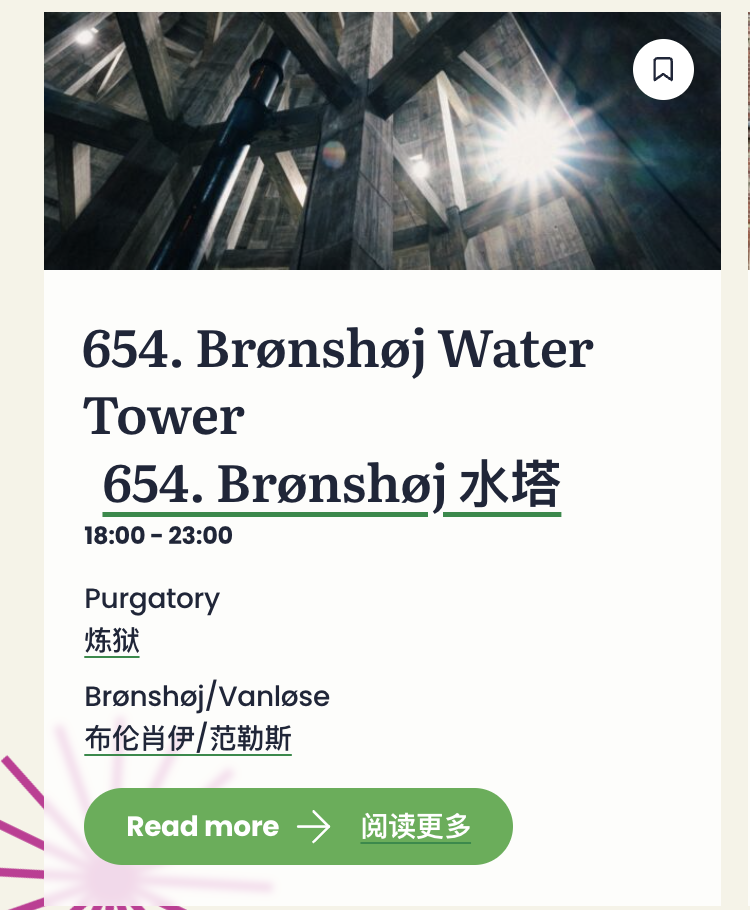 654. Brønshøj Water
Tower
654. Brønshøj 水塔
18:00 – 23:00
Purgatory
炼狱
Brønshøj/Vanløse
布伦肖伊/范勒斯
Read more → 阅读更多